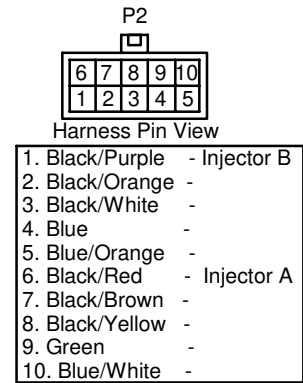 P2
6 7 8 9 10
1 2 3 4 5
Harness Pin View
1. Black/Purple - Injector B
2. Black/Orange -
3. Black/White -
4. Blue -
5. Blue/Orange -
6. Black/Red - Injector A
7. Black/Brown -
8. Black/Yellow -
9. Green -
10. Blue/White -